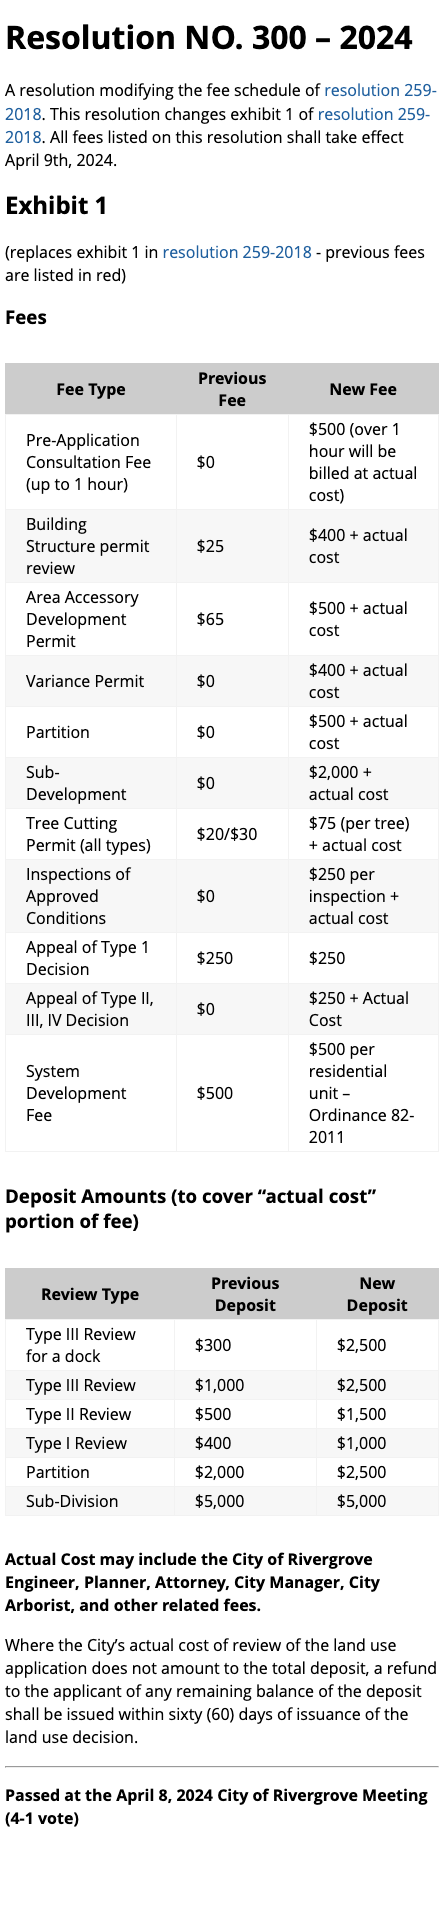 Resolution NO. 300 – 2024
A resolution modifying the fee schedule of resolution 259-
2018. This resolution changes exhibit 1 of resolution 259-
2018. All fees listed on this resolution shall take effect
April 9th, 2024.
Exhibit 1
(replaces exhibit 1 in resolution 259-2018 - previous fees
are listed in red)
Fees
Fee Type
Previous
Fee
New Fee
Pre-Application
Consultation Fee
(up to 1 hour)
$0
$500 (over 1
hour will be
billed at actual
cost)
Building
Structure permit
review
$25
$400 + actual
cost
Area Accessory
Development
Permit
$65
$500 + actual
cost
Variance Permit
$0
$400 + actual
cost
Partition
$0
$500 + actual
cost
Sub-
Development
$0
$2,000 +
actual cost
Tree Cutting
Permit (all types)
$20/$30
$75 (per tree)
+ actual cost
Inspections of
Approved
Conditions
$0
$250 per
inspection +
actual cost
Appeal of Type 1
Decision
$250
$250
Appeal of Type II,
III, IV Decision
$0
$250 + Actual
Cost
System
Development
Fee
$500
$500 per
residential
unit –
Ordinance 82-
2011
Deposit Amounts (to cover “actual cost”
portion of fee)
Review Type
Previous
Deposit
New
Deposit
Type III Review
for a dock
$300
$2,500
Type III Review
$1,000
$2,500
Type II Review
$500
$1,500
Type I Review
$400
$1,000
Partition
$2,000
$2,500
Sub-Division
$5,000
$5,000
Actual Cost may include the City of Rivergrove
Engineer, Planner, Attorney, City Manager, City
Arborist, and other related fees.
Where the City’s actual cost of review of the land use
application does not amount to the total deposit, a refund
to the applicant of any remaining balance of the deposit
shall be issued within sixty (60) days of issuance of the
land use decision.
Passed at the April 8, 2024 City of Rivergrove Meeting
(4-1 vote)